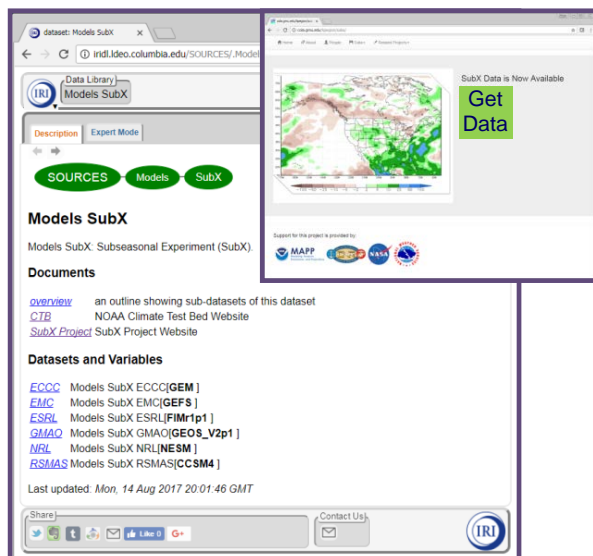 dataset: Models SubX
iridl.ldeo.columbia.edu/SOURCES/.Model
IRI
Data Library
Models SubX
Description
Expert Mode
SOURCES
Models
SubX
Models SubX
Models SubX: Subseasonal Experiment (SubX).
Documents
overview an outline showing sub-datasets of this dataset
CTB NOAA Climate Test Bed Website
SubX Project SubX Project Website
Datasets and Variables
ECCC Models SubX ECCC[GEM ]
EMC Models SubX EMC[GEFS ]
ESRL Models SubX ESRL[FIMr1p1 ]
GMAO Models SubX GMAO[GEOS_V2p1 ]
NRL Models SubX NRL[NESM ]
RSMAS Models SubX RSMAS[CCSM4 ]
Last updated: Mon, 14 Aug 2017 20:01:46 GMT
Share
Like 0
G+
Contact Us
IRI
SubX Data is Now Available
Get
Data
Support for this project is provided by:
MAPP
NASA